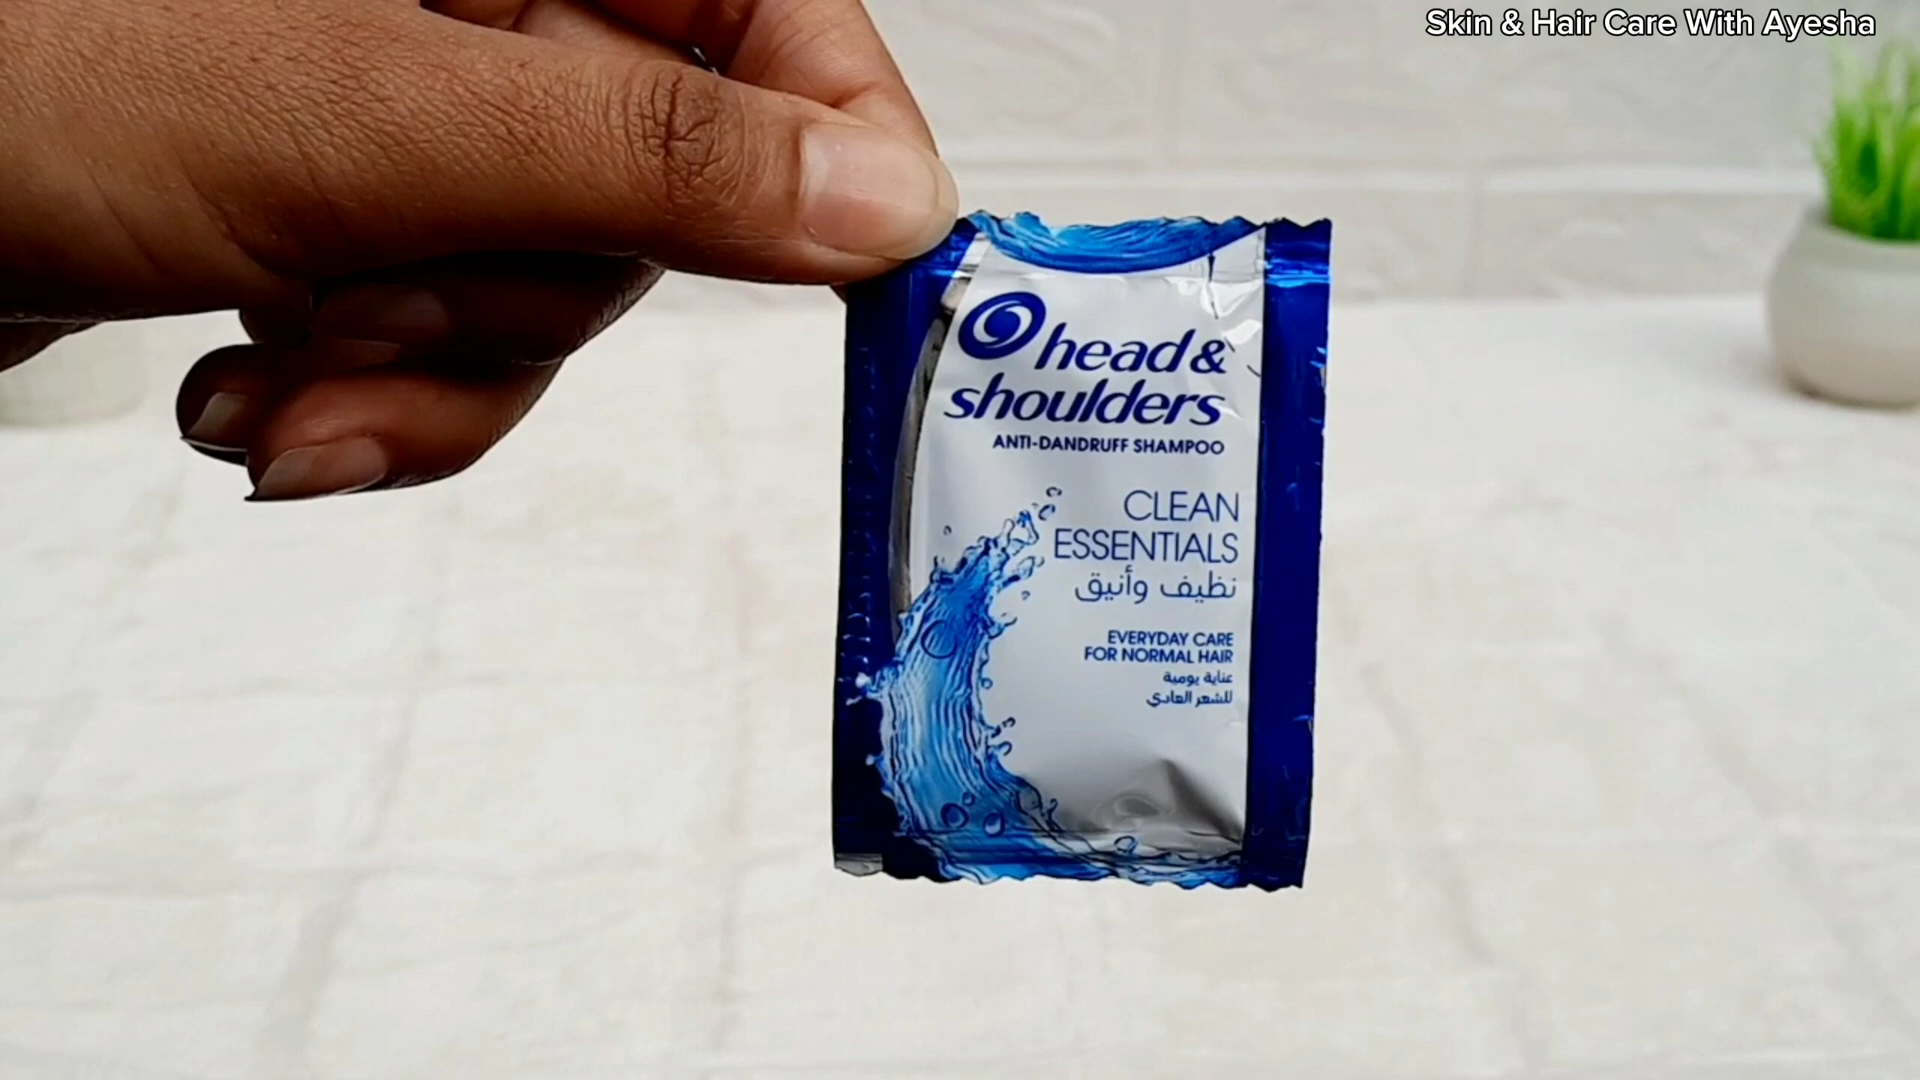 Skin & Hair Care With Ayesha
head &
shoulders
ANTI-DANDRUFF SHAMPOO
CLEAN
ESSENTIALS
نظيف وأنيق
EVERYDAY CARE
FOR NORMAL HAIR
عناية يومية
للشعر العادي